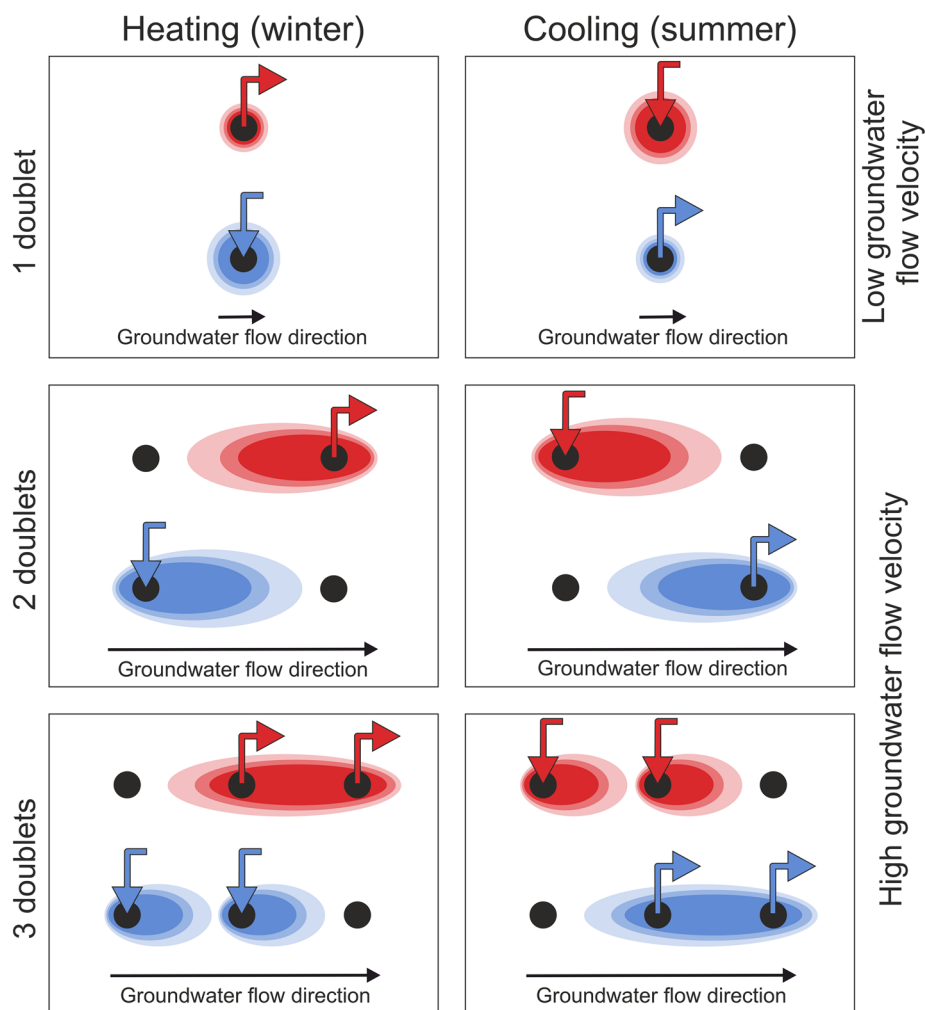 Heating (winter)
Cooling (summer)
1 doublet
Groundwater flow direction
Groundwater flow direction
Low groundwater
flow velocity
2 doublets
Groundwater flow direction
Groundwater flow direction
High groundwater flow velocity
3 doublets
Groundwater flow direction
Groundwater flow direction